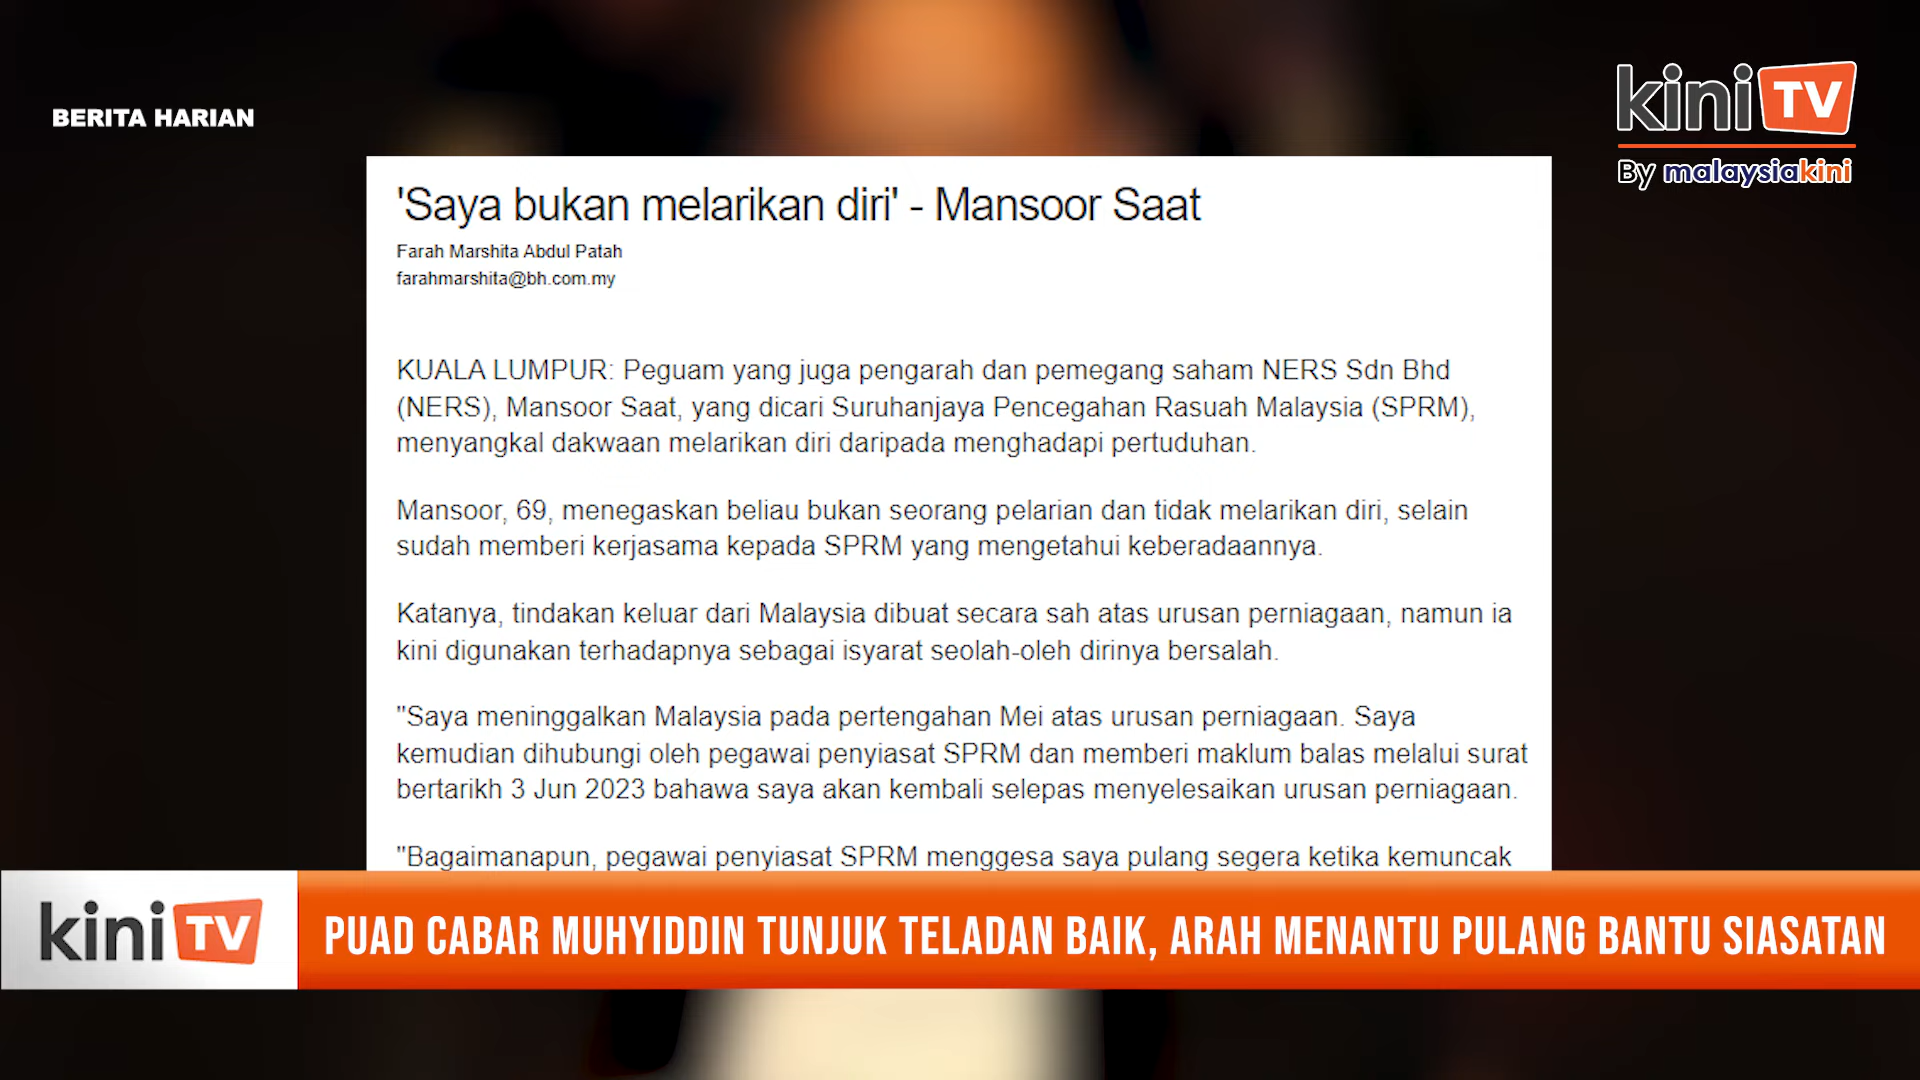 BERITA HARIAN
kiniTV
By malaysiakini
'Saya bukan melarikan diri' - Mansoor Saat
Farah Marshita Abdul Patah
farahmarshita@bh.com.my
KUALA LUMPUR: Peguam yang juga pengarah dan pemegang saham NERS Sdn Bhd
(NERS), Mansoor Saat, yang dicari Suruhanjaya Pencegahan Rasuah Malaysia (SPRM),
menyangkal dakwaan melarikan diri daripada menghadapi pertuduhan.
Mansoor, 69, menegaskan beliau bukan seorang pelarian dan tidak melarikan diri, selain
sudah memberi kerjasama kepada SPRM yang mengetahui keberadaannya.
Katanya, tindakan keluar dari Malaysia dibuat secara sah atas urusan perniagaan, namun ia
kini digunakan terhadapnya sebagai isyarat seolah-oleh dirinya bersalah.
"Saya meninggalkan Malaysia pada pertengahan Mei atas urusan perniagaan. Saya
kemudian dihubungi oleh pegawai penyiasat SPRM dan memberi maklum balas melalui surat
bertarikh 3 Jun 2023 bahawa saya akan kembali selepas menyelesaikan urusan perniagaan.
"Bagaimanapun, pegawai penyiasat SPRM menggesa saya pulang segera ketika kemuncak
kiniTV
PUAD CABAR MUHYIDDIN TUNJUK TELADAN BAIK, ARAH MENANTU PULANG BANTU SIASATAN